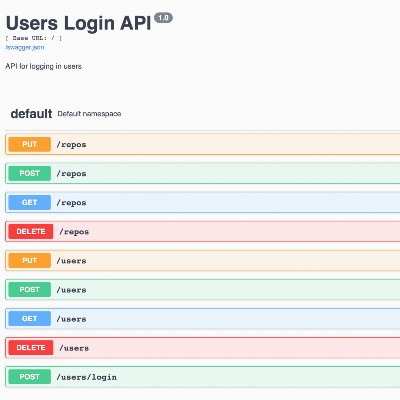 Users Login API 1.0
[ Base URL: / ]
/swagger.json
API for logging in users
default Default namespace
PUT /repos
POST /repos
GET /repos
DELETE /repos
PUT /users
POST /users
GET /users
DELETE /users
POST /users/login